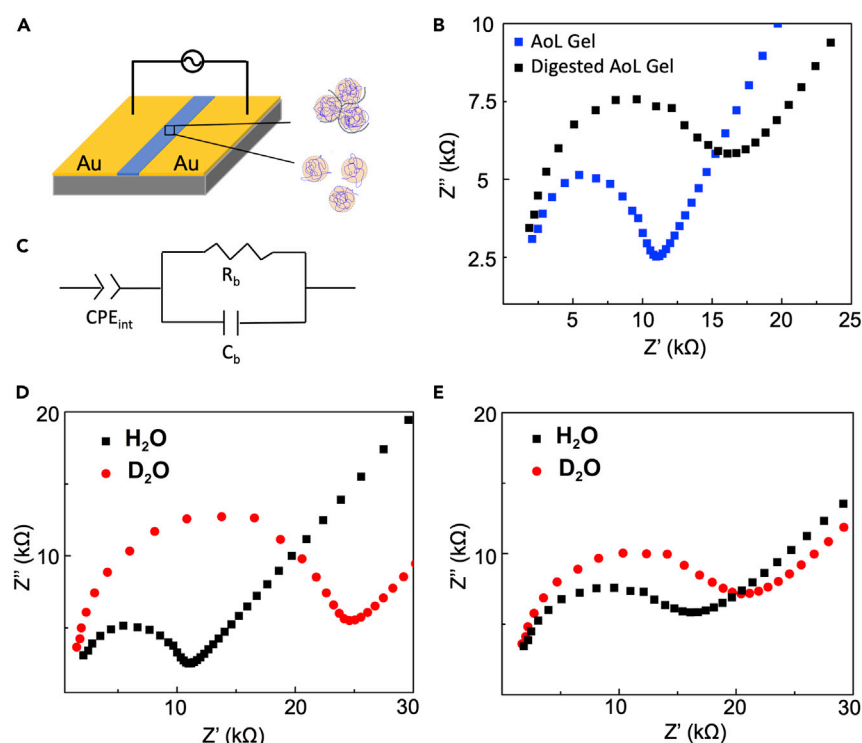 A
Au
Au
B
AoL Gel
Digested AoL Gel
10
7.5
5
2.5
Z" (kΩ)
5
10
15
20
25
Z' (kΩ)
C
R_b
CPE_int
C_b
D
H₂O
D₂O
20
10
Z" (kΩ)
10
20
30
Z' (kΩ)
E
H₂O
D₂O
20
10
Z" (kΩ)
10
20
30
Z' (kΩ)